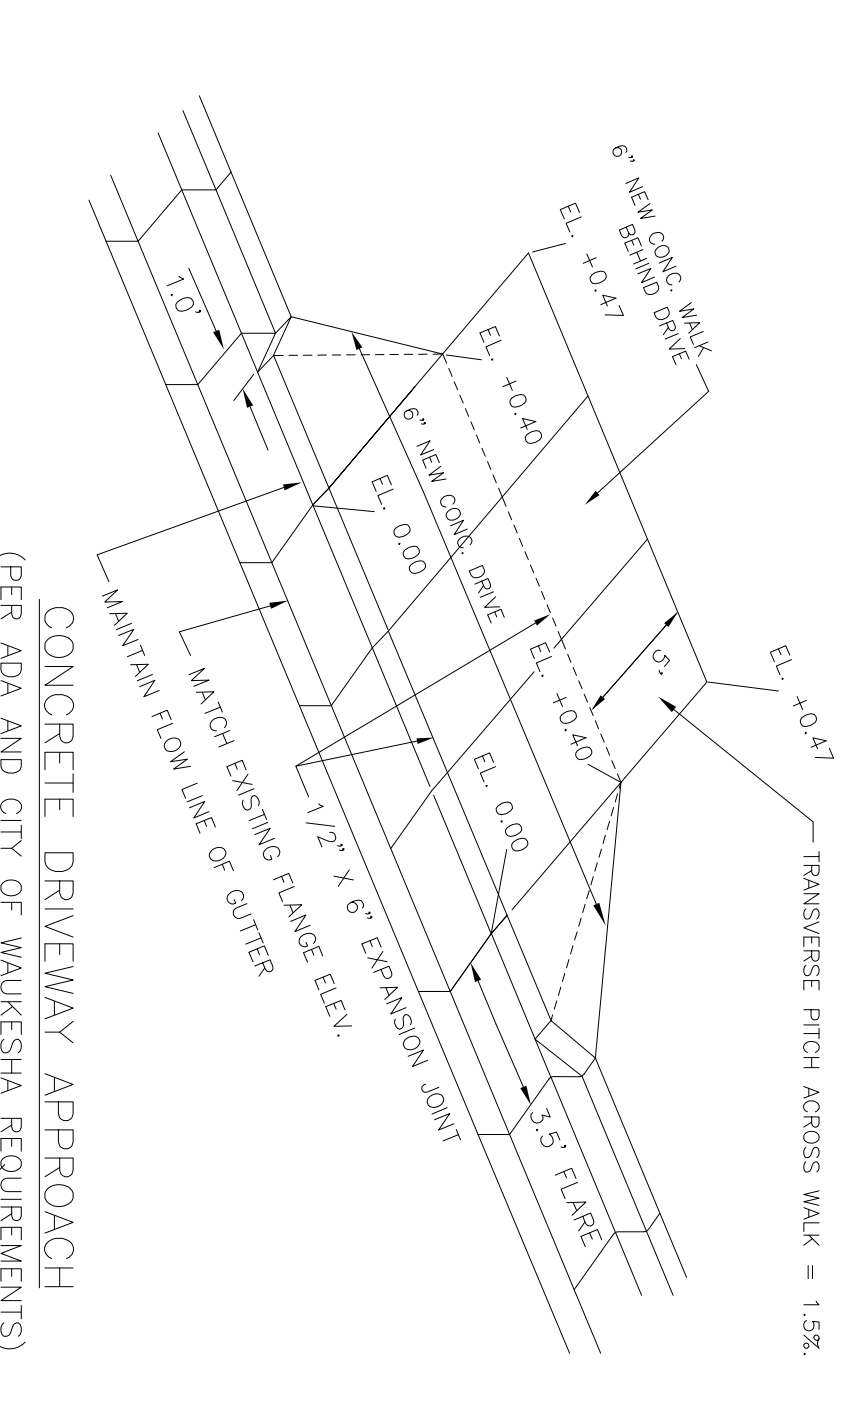 TRANSVERSE PITCH ACROSS WALK = 1.5%.
6" NEW CONC. WALK
BEHIND DRIVE
EL. +0.47
EL. +0.47
5'
EL. +0.40
EL. +0.40
6" NEW CONC. DRIVE
EL. 0.00
EL. 0.00
1.0'
3.5' FLARE
1/2" X 6" EXPANSION JOINT
MATCH EXISTING FLANGE ELEV.
MAINTAIN FLOW LINE OF GUTTER
CONCRETE DRIVEWAY APPROACH
(PER ADA AND CITY OF WAUKESHA REQUIREMENTS)